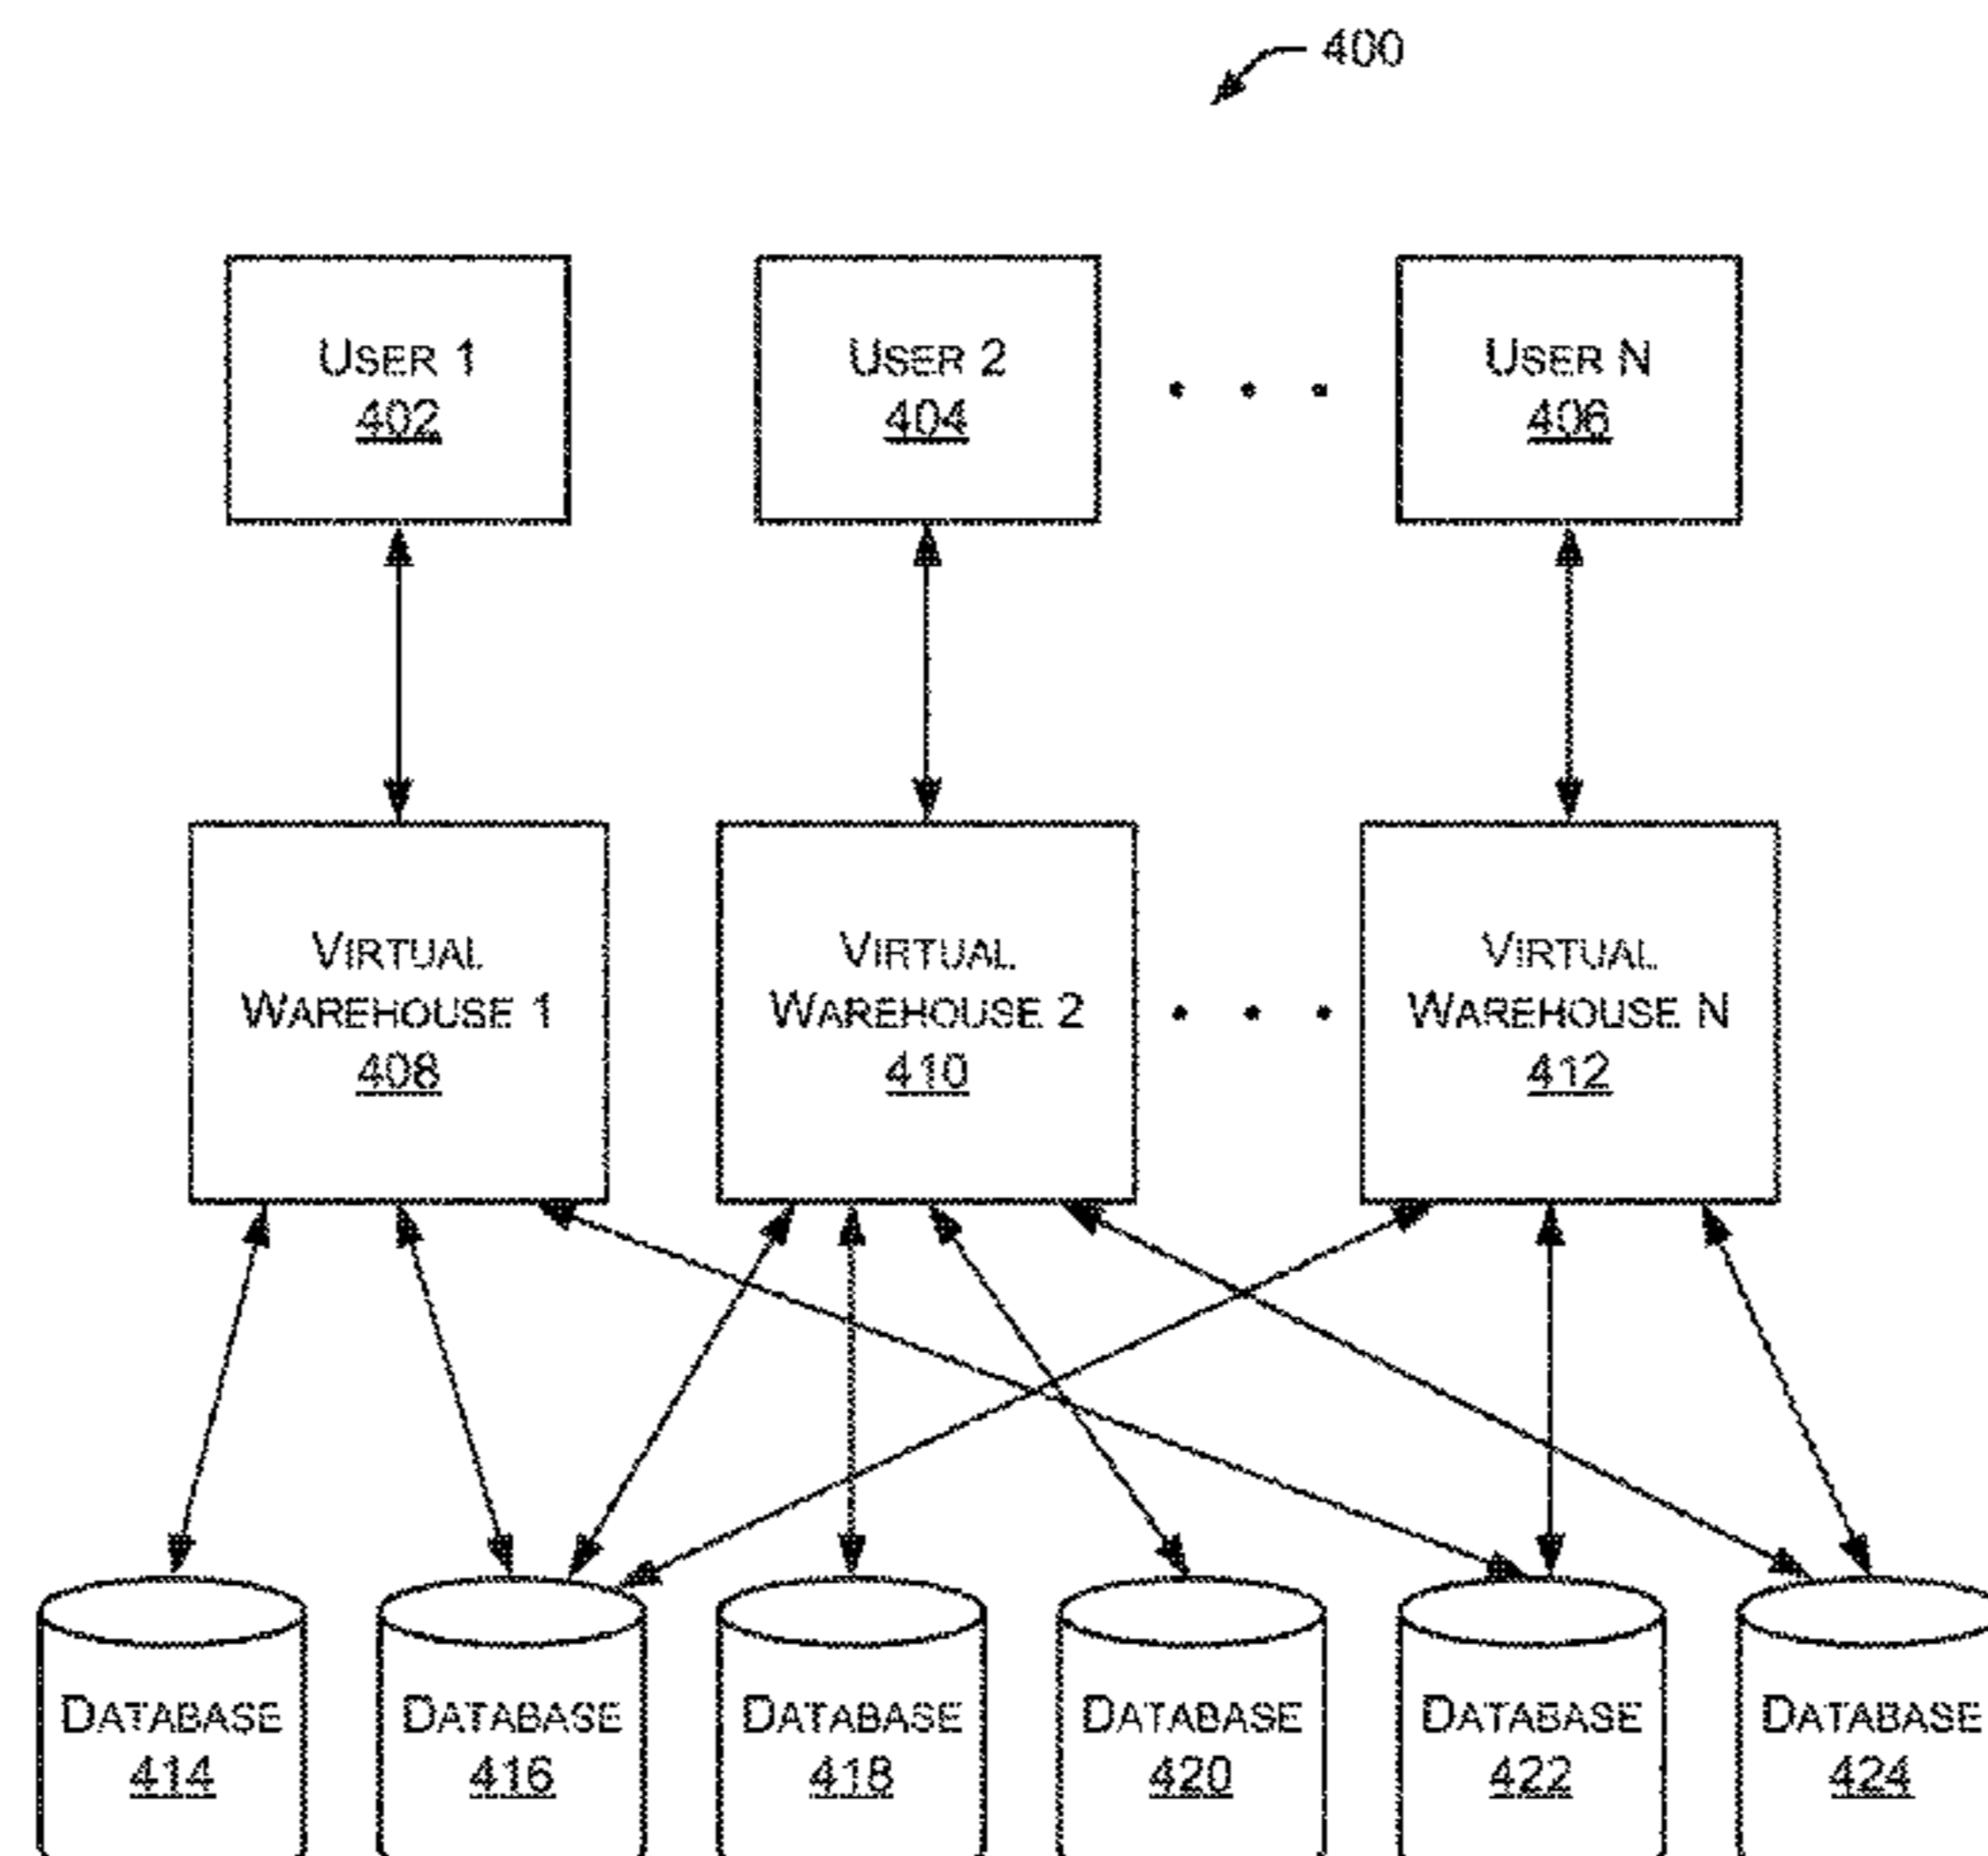 400
USER 1
402
USER 2
404
USER N
406
VIRTUAL
WAREHOUSE 1
408
VIRTUAL
WAREHOUSE 2
410
VIRTUAL
WAREHOUSE N
412
DATABASE
414
DATABASE
416
DATABASE
418
DATABASE
420
DATABASE
422
DATABASE
424